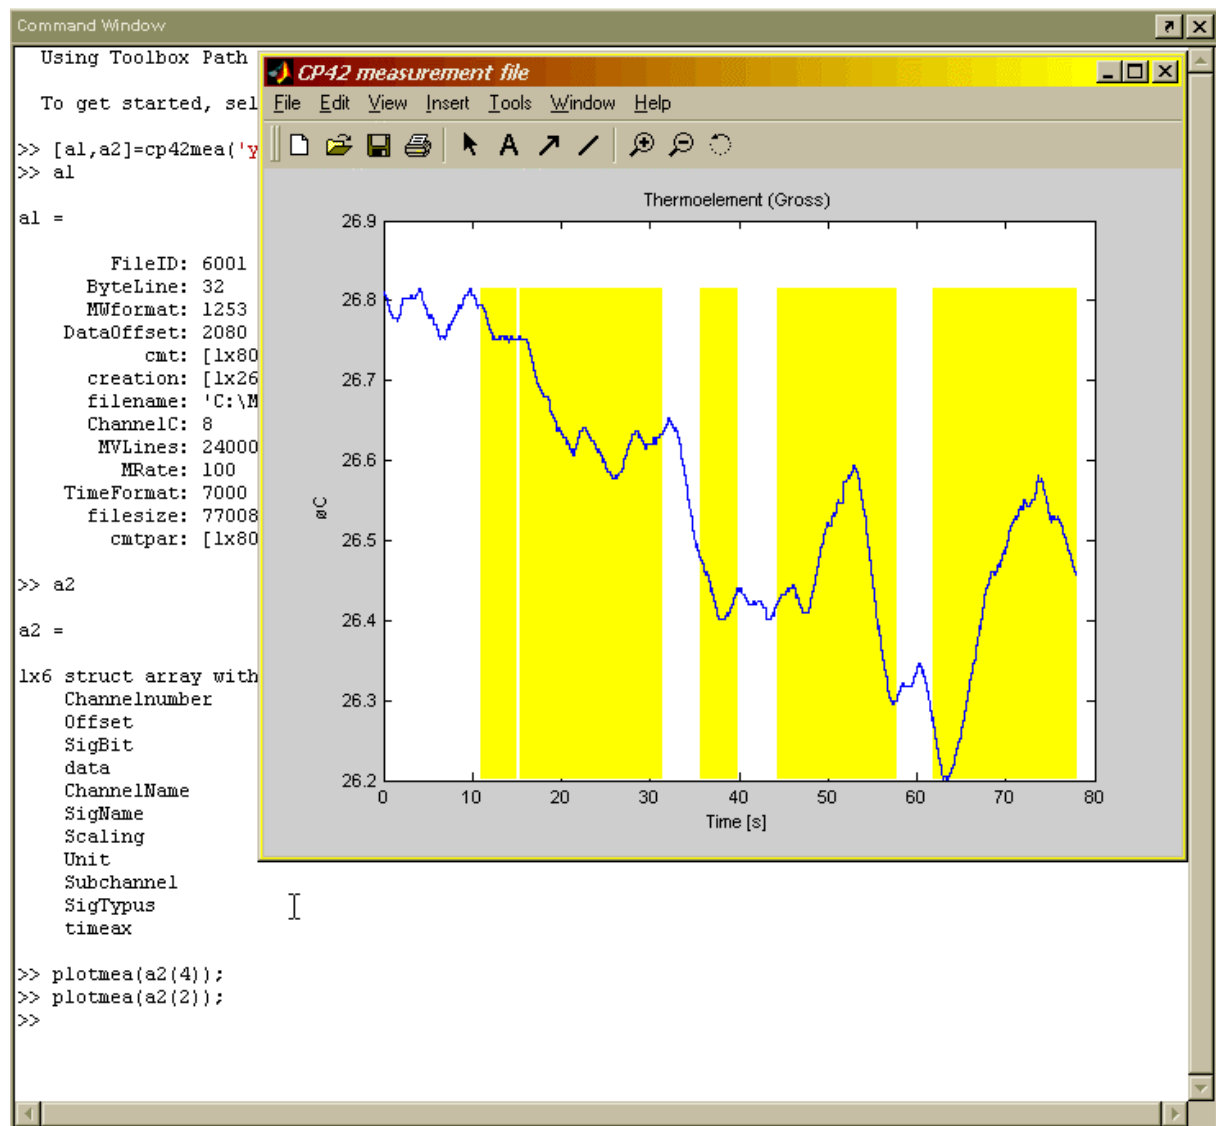 Command Window
Using Toolbox Path
To get started, sel
>> [a1,a2]=cp42mea('y
>> a1
a1 =
FileID: 6001
ByteLine: 32
MWformat: 1253
DataOffset: 2080
cmt: [1x80
creation: [1x26
filename: 'C:\M
ChannelC: 8
MVLines: 24000
MRate: 100
TimeFormat: 7000
filesize: 77008
cmtpar: [1x80
>> a2
a2 =
1x6 struct array with
Channelnumber
Offset
SigBit
data
ChannelName
SigName
Scaling
Unit
Subchannel
SigTypus
timeax
>> plotmea(a2(4));
>> plotmea(a2(2));
>>
CP42 measurement file
File Edit View Insert Tools Window Help
A
Thermoelement (Gross)
26.9
26.8
26.7
26.6
26.5
26.4
26.3
26.2
øC
0 10 20 30 40 50 60 70 80
Time [s]